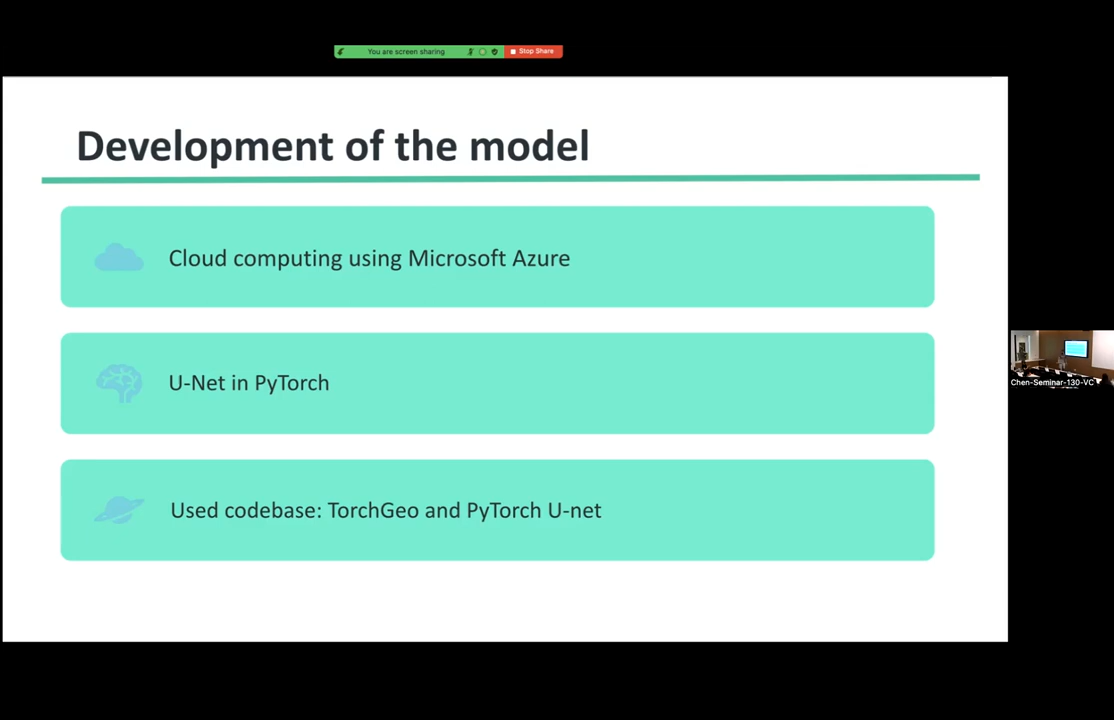 You are screen sharing
Stop Share
Development of the model
Cloud computing using Microsoft Azure
U-Net in PyTorch
Chen-Seminar-130-VC
Used codebase: TorchGeo and PyTorch U-net